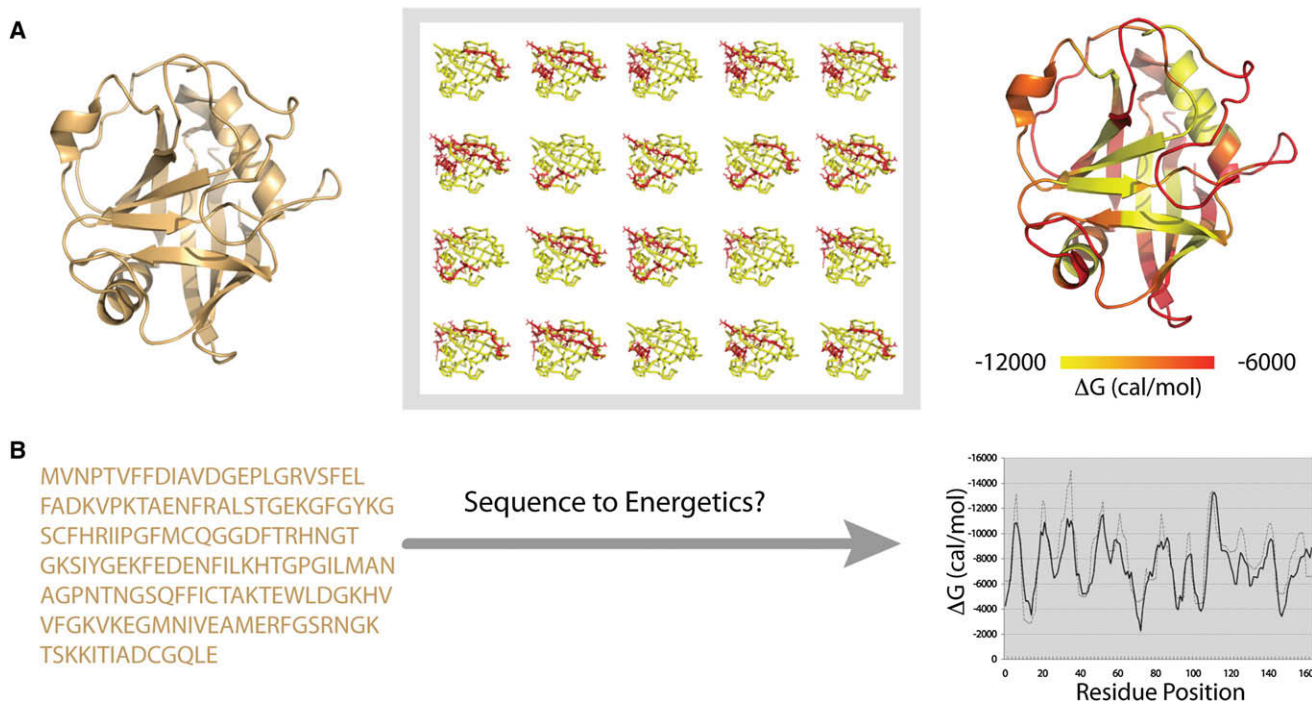 A
-12000
-6000
ΔG (cal/mol)
B
MVNPTVFFDIAVDGEPLGRVSFEL
FADKVPKTAENFRALSTGEKGFGYKG
SCFHRIIPGFMCQGGDFTRHNGT
GKSIYGEKFEDENFILKHTGPGILMAN
AGPNTNGSQFFICTAKTEWLDGKHV
VFGKVKEGMNIVEAMERFGSRNGK
TSKKITIADCGQLE
Sequence to Energetics?
ΔG (cal/mol)
-16000
-14000
-12000
-10000
-8000
-6000
-4000
-2000
0
0 20 40 60 80 100 120 140 160
Residue Position